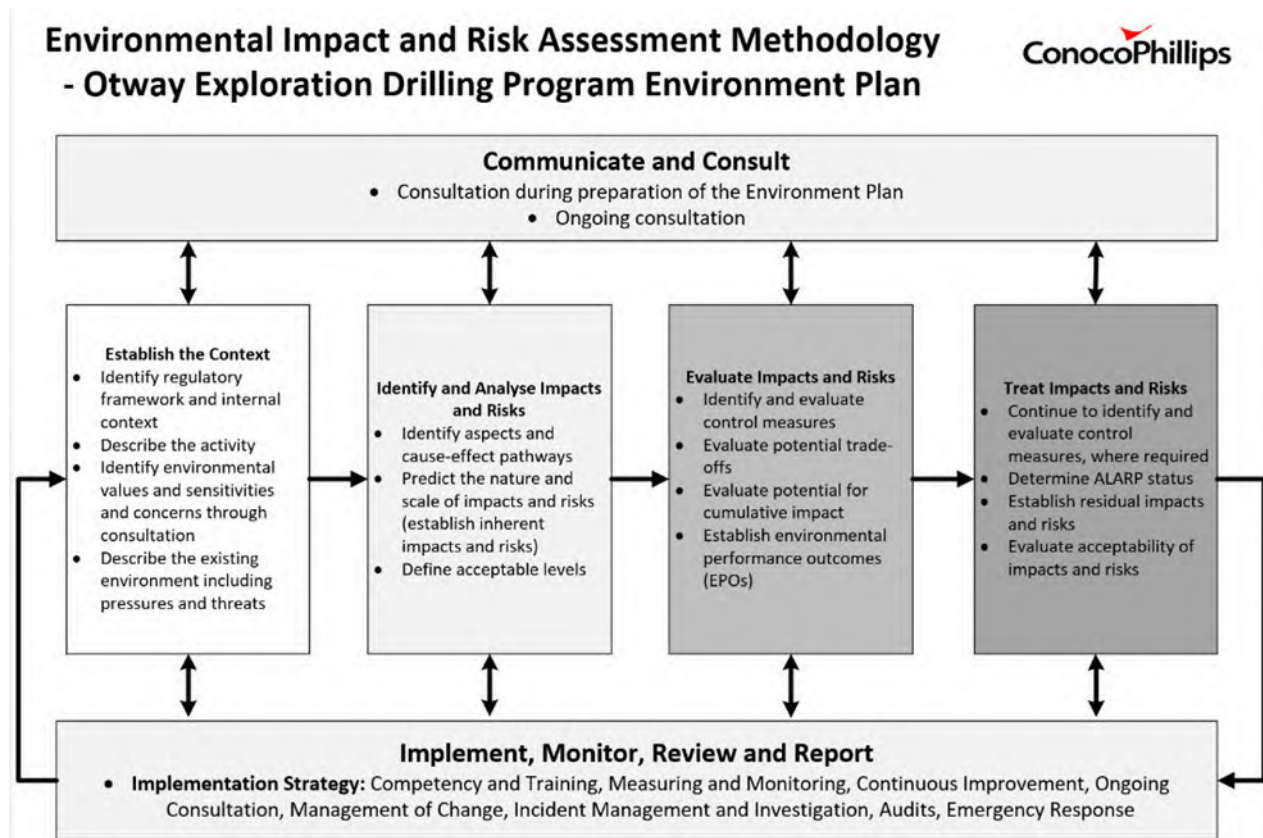 Environmental Impact and Risk Assessment Methodology
- Otway Exploration Drilling Program Environment Plan
ConocoPhillips
Communicate and Consult
• Consultation during preparation of the Environment Plan
• Ongoing consultation
Establish the Context
• Identify regulatory
framework and internal
context
• Describe the activity
• Identify environmental
values and sensitivities
and concerns through
consultation
• Describe the existing
environment including
pressures and threats
Identify and Analyse Impacts
and Risks
• Identify aspects and
cause-effect pathways
• Predict the nature and
scale of impacts and risks
(establish inherent
impacts and risks)
• Define acceptable levels
Evaluate Impacts and Risks
• Identify and evaluate
control measures
• Evaluate potential trade-
offs
• Evaluate potential for
cumulative impact
• Establish environmental
performance outcomes
(EPOs)
Treat Impacts and Risks
• Continue to identify and
evaluate control
measures, where required
• Determine ALARP status
• Establish residual impacts
and risks
• Evaluate acceptability of
impacts and risks
Implement, Monitor, Review and Report
• Implementation Strategy: Competency and Training, Measuring and Monitoring, Continuous Improvement, Ongoing
Consultation, Management of Change, Incident Management and Investigation, Audits, Emergency Response